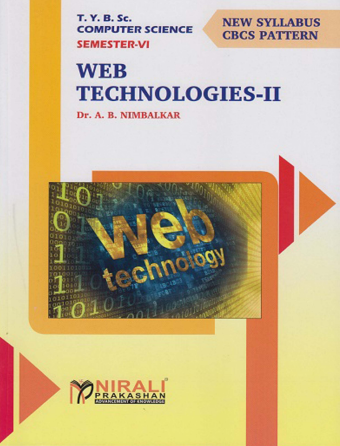 T. Y. B. Sc.
COMPUTER SCIENCE
SEMESTER-VI
NEW SYLLABUS
CBCS PATTERN
WEB
TECHNOLOGIES-II
Dr. A. B. NIMBALKAR
web
technology
NIRALI
PRAKASHAN
ADVANCEMENT OF KNOWLEDGE